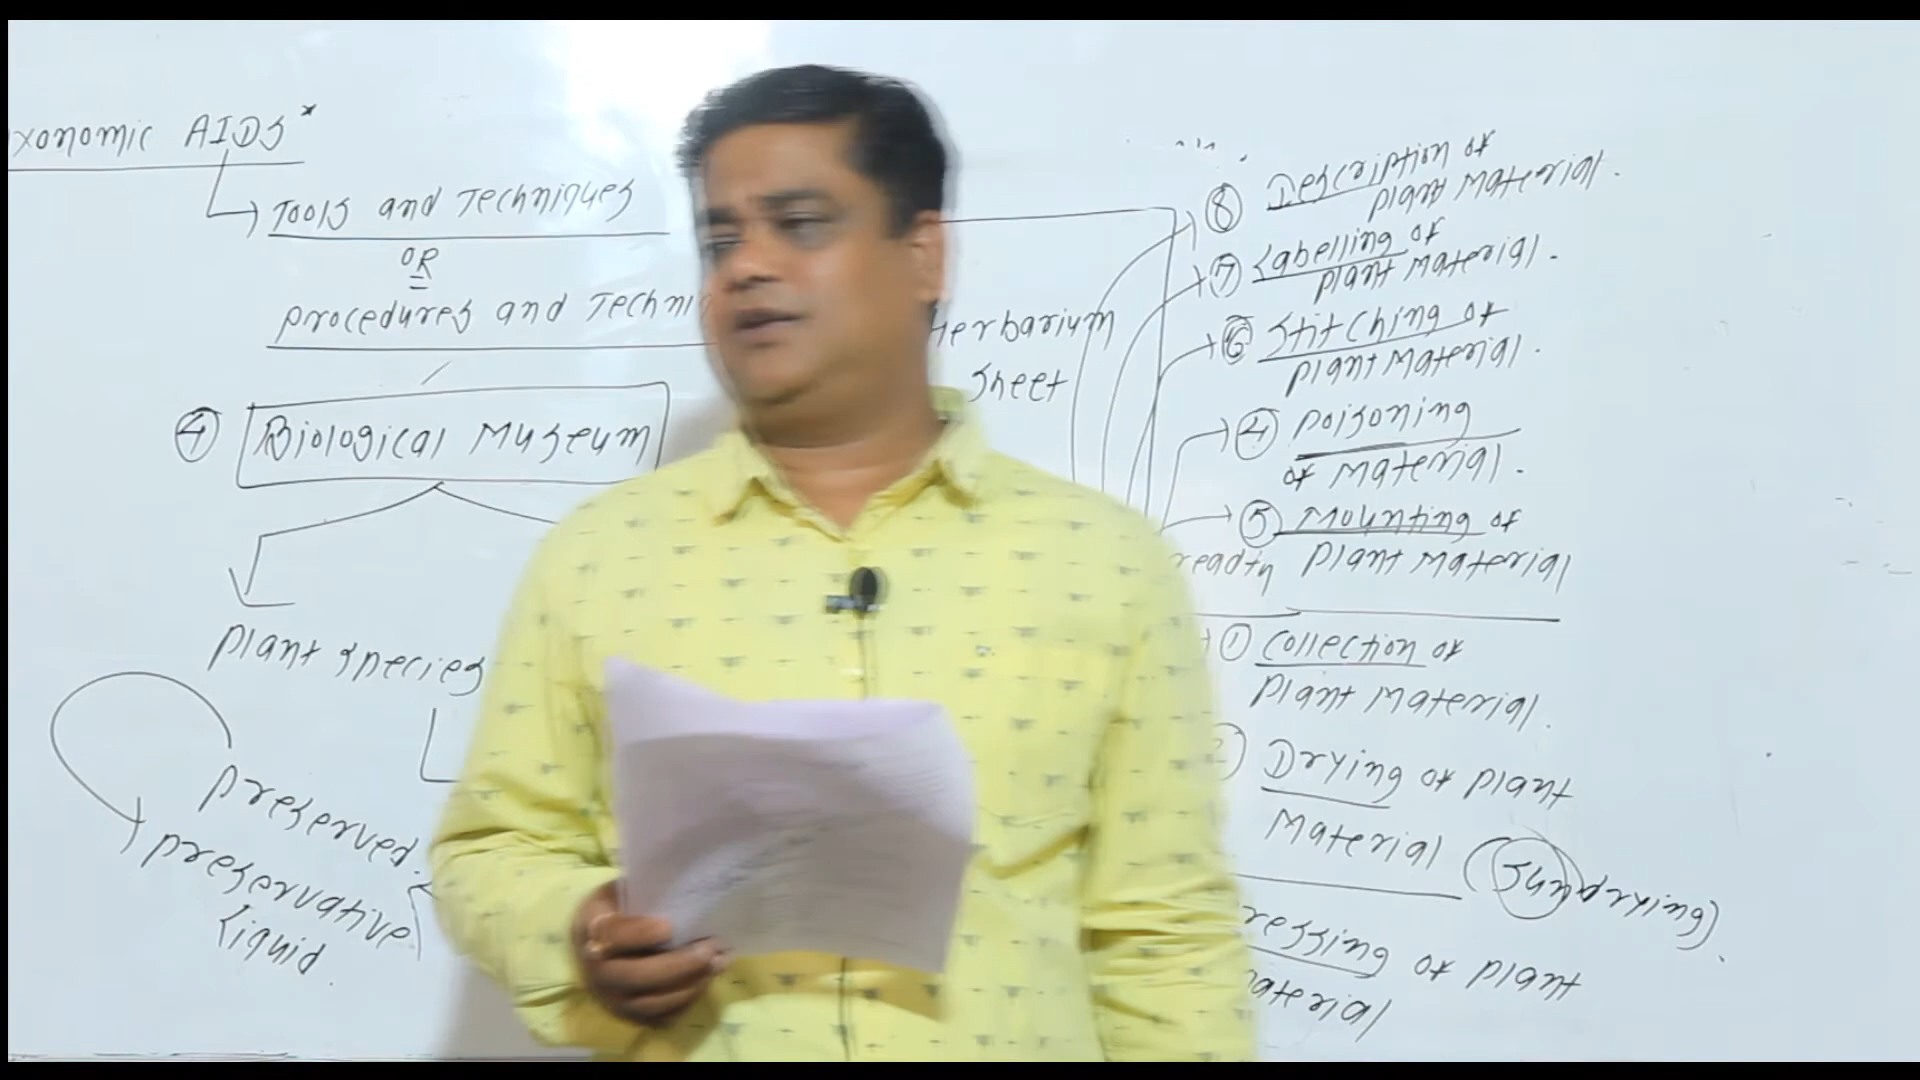 xonomic AIDS*
Tools and Techniques
OR
Procedures and Techni
④ Biological Museum
Plant species
Preserved.
Preservative
Liquid.
Herbarium
Sheet
⑧ Description of
Plant Material.
⑦ Labelling of
Plant Material.
⑥ Stitching of
Plant Material.
④ Poisoning
of Material.
⑤ Mounting of
Plant Material
readth
① Collection of
Plant Material.
Drying of Plant
Material (Sundrying).
ressing of Plant
aterial